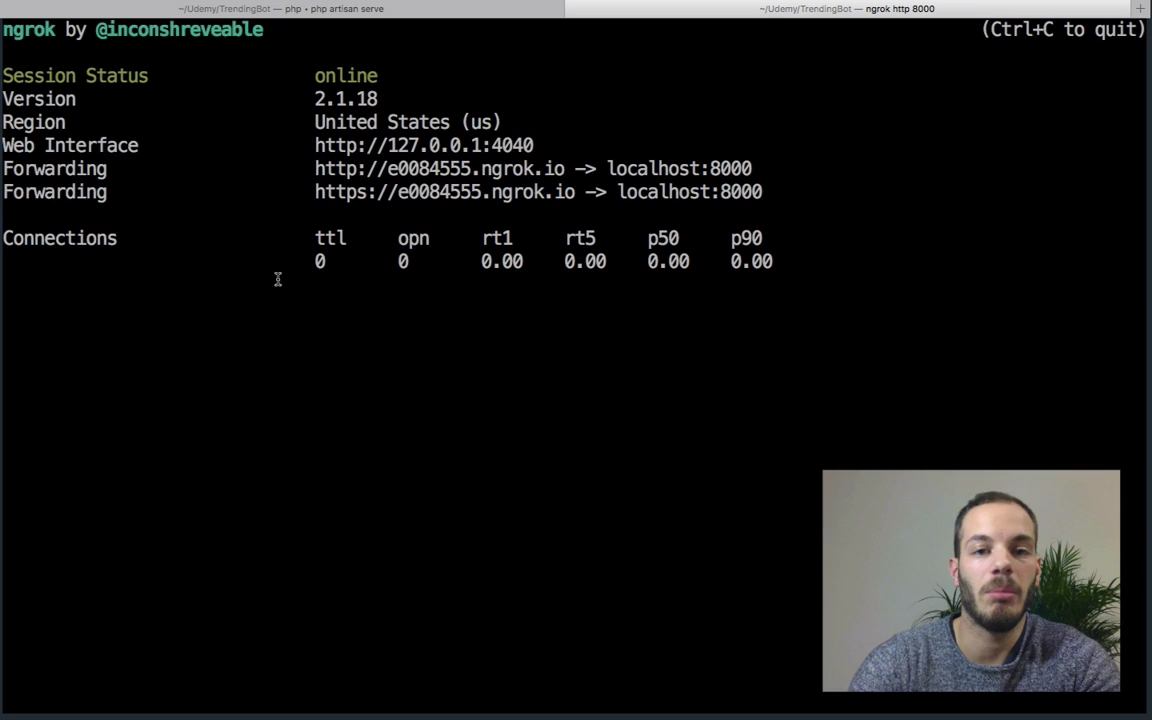 ~/Udemy/TrendingBot — php • php artisan serve
~/Udemy/TrendingBot — ngrok http 8000
+
ngrok by @inconshreveable (Ctrl+C to quit)
Session Status online
Version 2.1.18
Region United States (us)
Web Interface http://127.0.0.1:4040
Forwarding http://e0084555.ngrok.io -> localhost:8000
Forwarding https://e0084555.ngrok.io -> localhost:8000
Connections ttl opn rt1 rt5 p50 p90
0 0 0.00 0.00 0.00 0.00